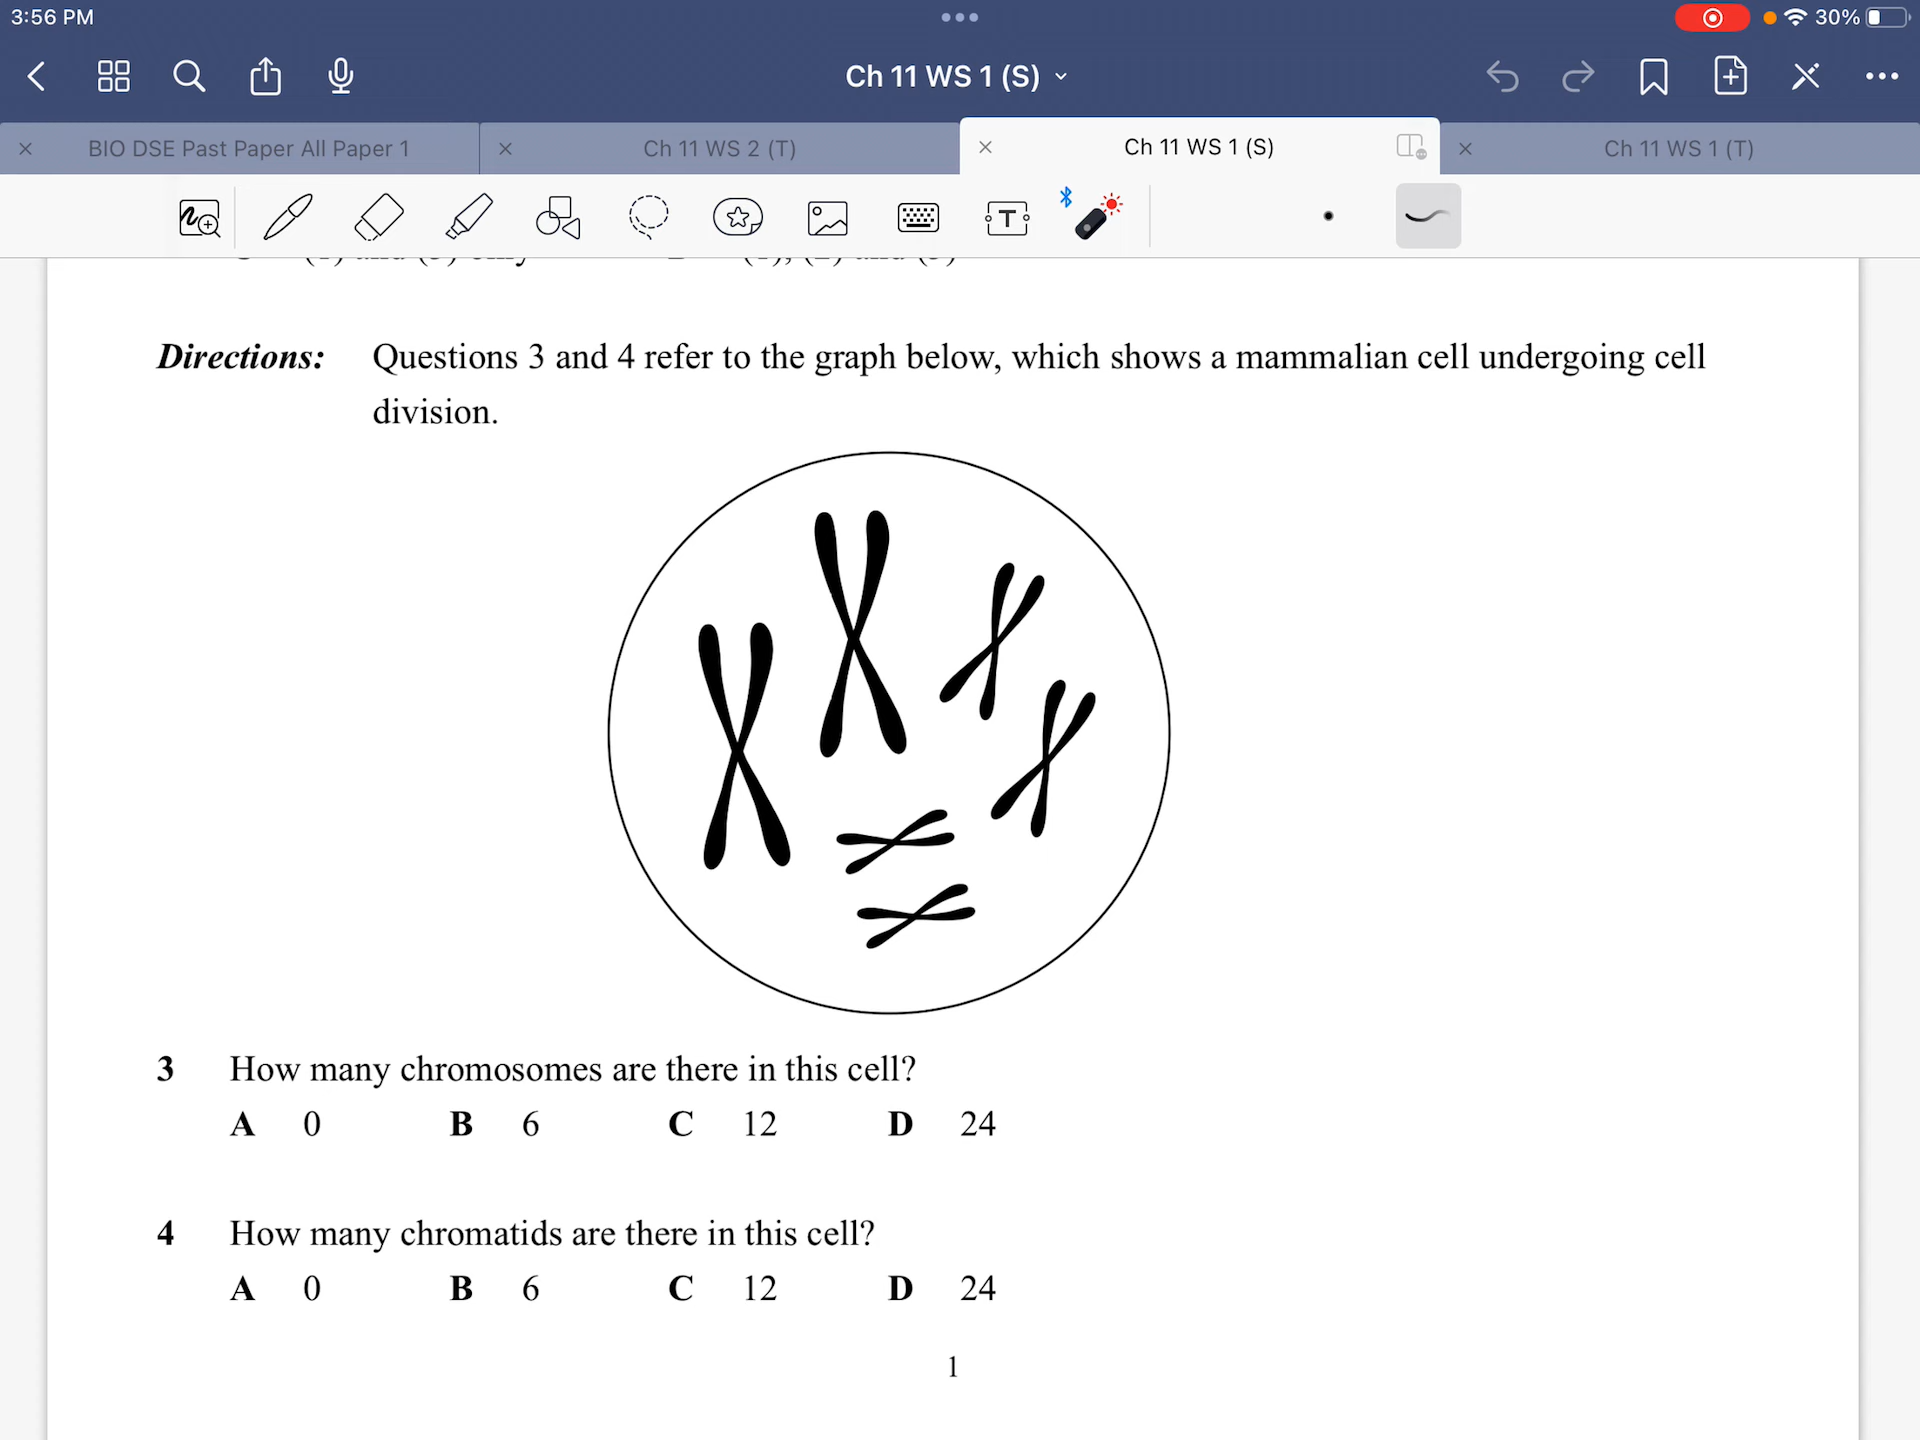 3:56 PM
30%
Ch 11 WS 1 (S)
BIO DSE Past Paper All Paper 1
Ch 11 WS 2 (T)
Ch 11 WS 1 (S)
Ch 11 WS 1 (T)
T
Directions: Questions 3 and 4 refer to the graph below, which shows a mammalian cell undergoing cell
division.
3 How many chromosomes are there in this cell?
A 0 B 6 C 12 D 24
4 How many chromatids are there in this cell?
A 0 B 6 C 12 D 24
1